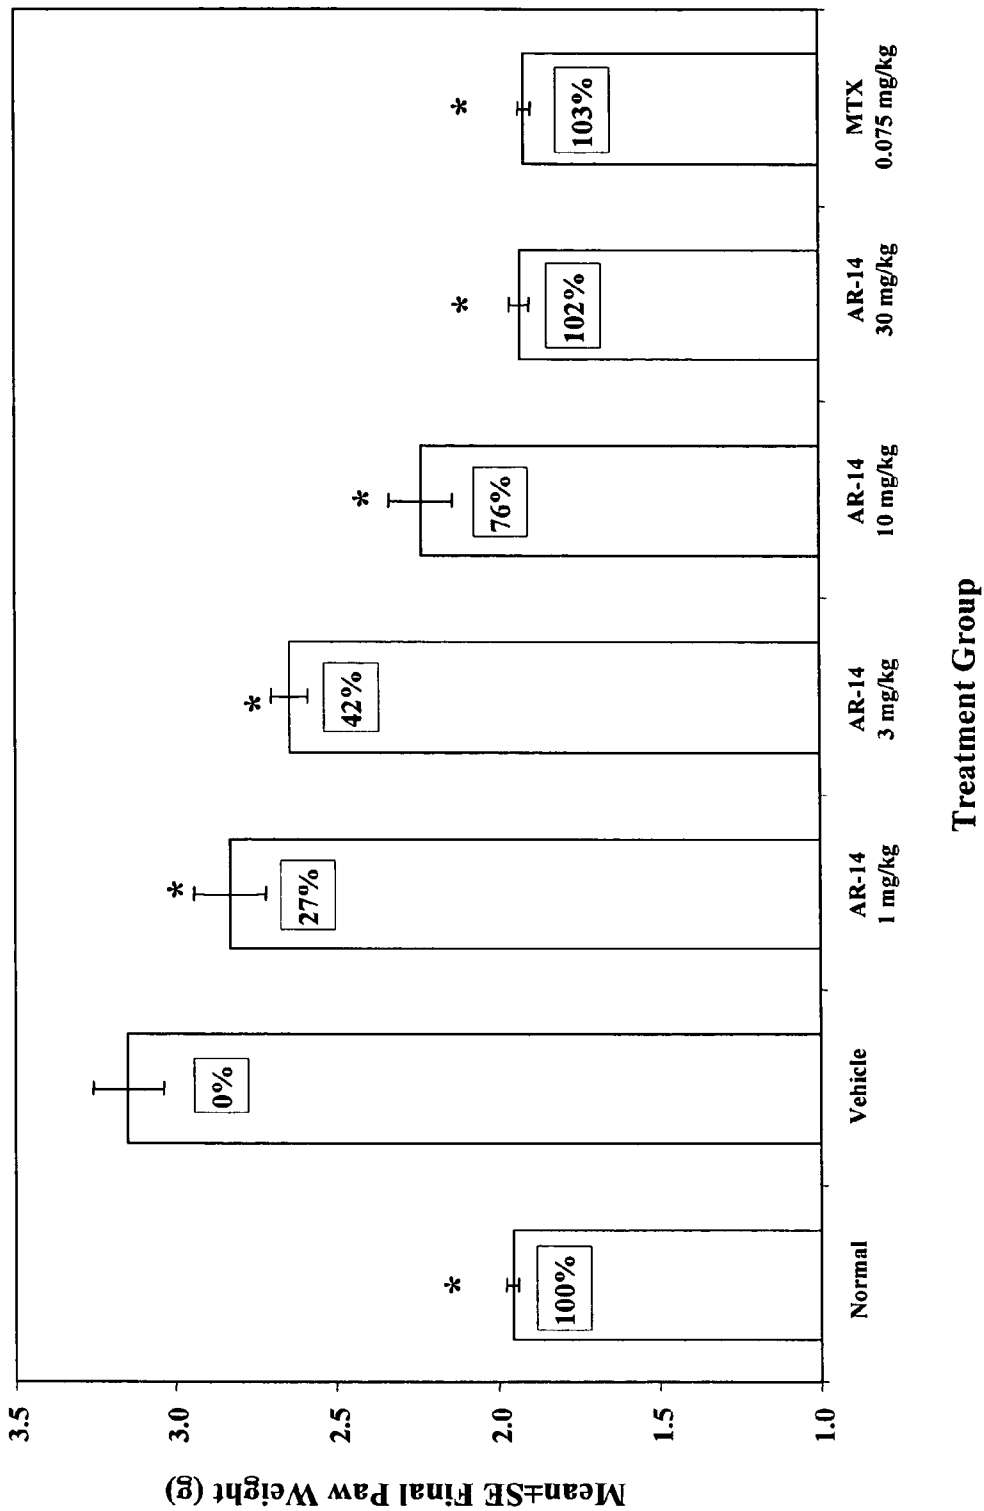 Mean±SE Final Paw Weight (g)
3.5
3.0
2.5
2.0
1.5
1.0
*
*
*
*
*
*
100%
0%
27%
42%
76%
102%
103%
Normal
Vehicle
AR-14
1 mg/kg
AR-14
3 mg/kg
AR-14
10 mg/kg
AR-14
30 mg/kg
MTX
0.075 mg/kg
Treatment Group